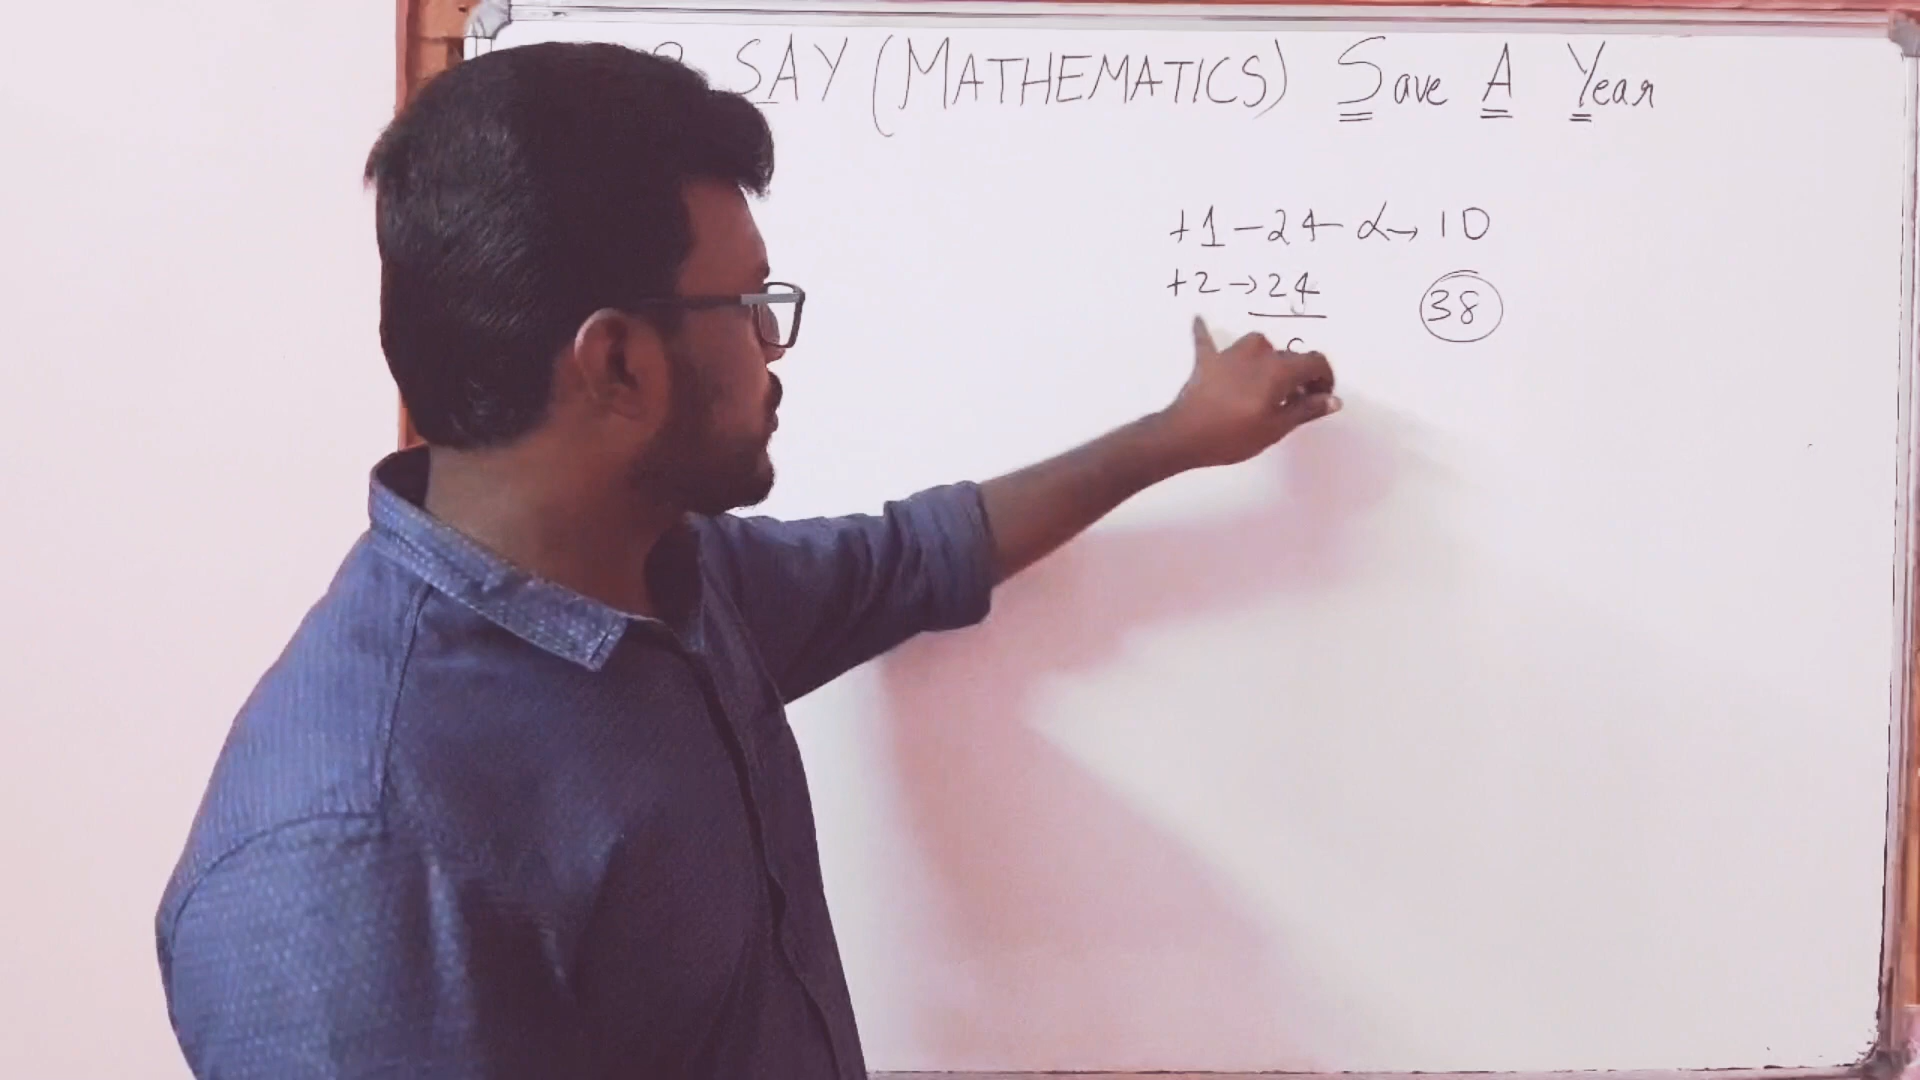 SAY (MATHEMATICS) Save A Year
+1 – 24 α→ 10
+2 → 24
38